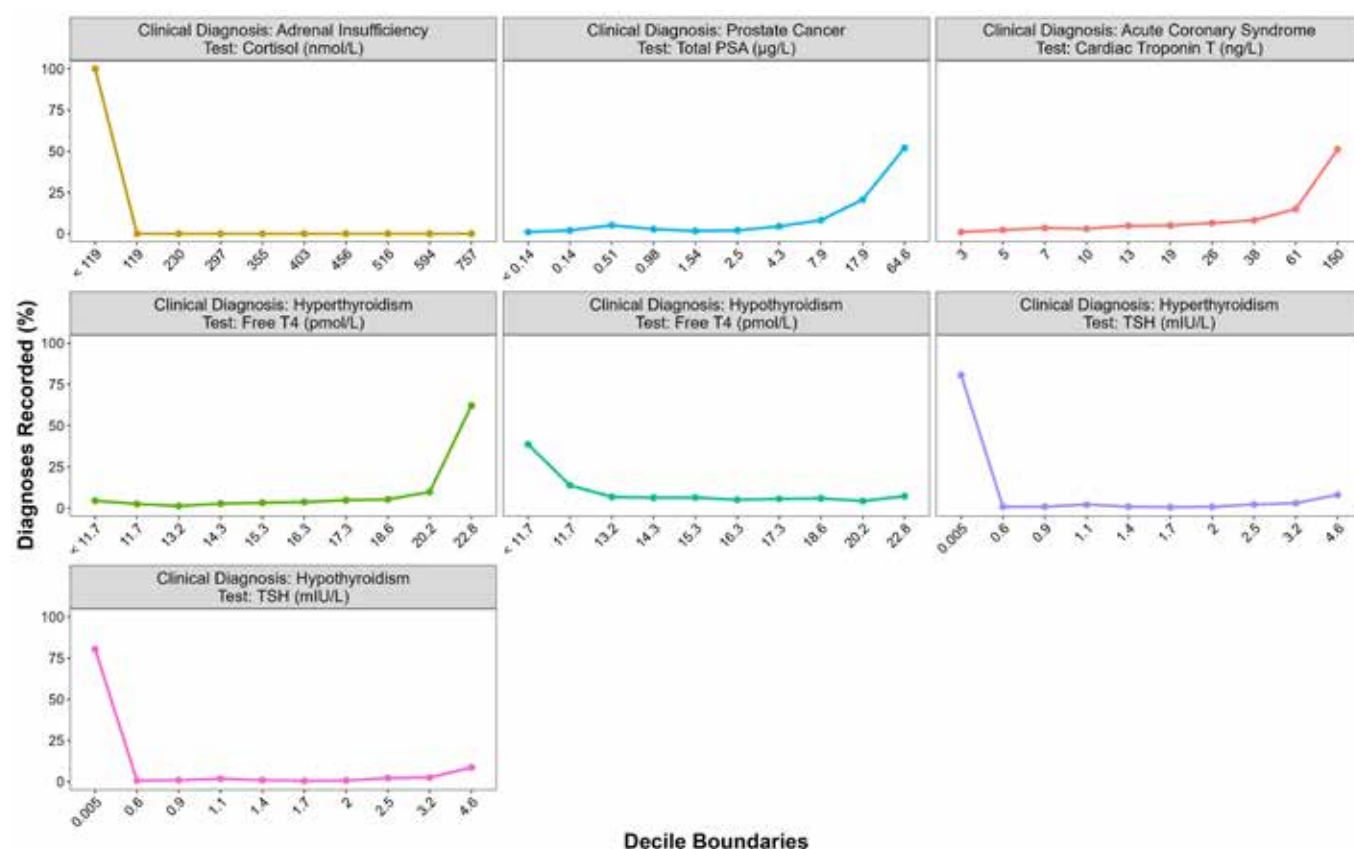 Clinical Diagnosis: Adrenal Insufficiency
Test: Cortisol (nmol/L)
Clinical Diagnosis: Prostate Cancer
Test: Total PSA (µg/L)
Clinical Diagnosis: Acute Coronary Syndrome
Test: Cardiac Troponin T (ng/L)
100
75
50
25
0
< 119 119 230 297 355 403 456 516 594 757
< 0.14 0.14 0.51 0.98 1.54 2.5 4.3 7.9 17.9 64.6
3 5 7 10 13 19 26 38 61 150
Diagnoses Recorded (%)
Clinical Diagnosis: Hyperthyroidism
Test: Free T4 (pmol/L)
Clinical Diagnosis: Hypothyroidism
Test: Free T4 (pmol/L)
Clinical Diagnosis: Hyperthyroidism
Test: TSH (mIU/L)
100
75
50
25
0
< 11.7 11.7 13.2 14.3 15.3 16.3 17.3 18.6 20.2 22.8
< 11.7 11.7 13.2 14.3 15.3 16.3 17.3 18.6 20.2 22.8
0.005 0.6 0.9 1.1 1.4 1.7 2 2.5 3.2 4.6
Clinical Diagnosis: Hypothyroidism
Test: TSH (mIU/L)
100
75
50
25
0
0.005 0.6 0.9 1.1 1.4 1.7 2 2.5 3.2 4.6
Decile Boundaries